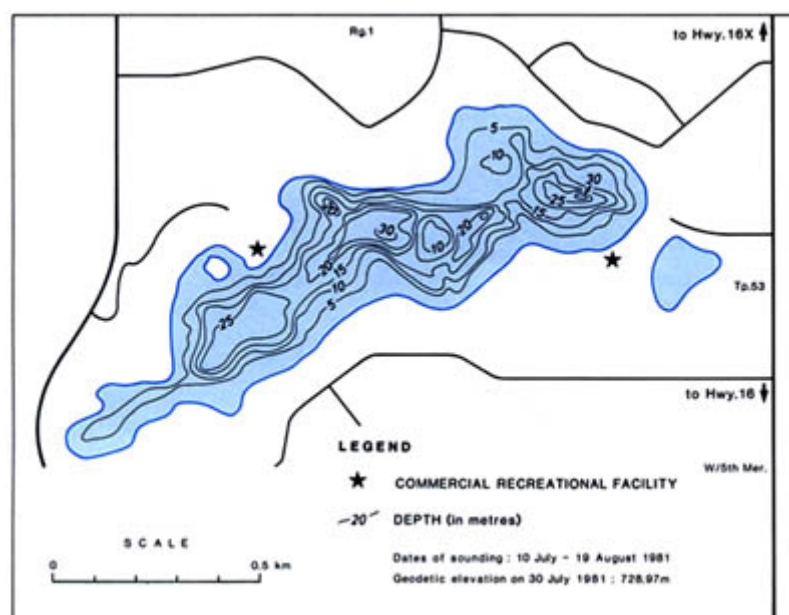 Rg.1
to Hwy.16X
5
10
30
25
15
30
10
20
20
15
10
5
25
Tp.53
to Hwy.16
W/5th Mer.
LEGEND
COMMERCIAL RECREATIONAL FACILITY
20 DEPTH (in metres)
SCALE
0 0.5 km
Dates of sounding : 10 July - 19 August 1981
Geodetic elevation on 30 July 1981 : 728.97m